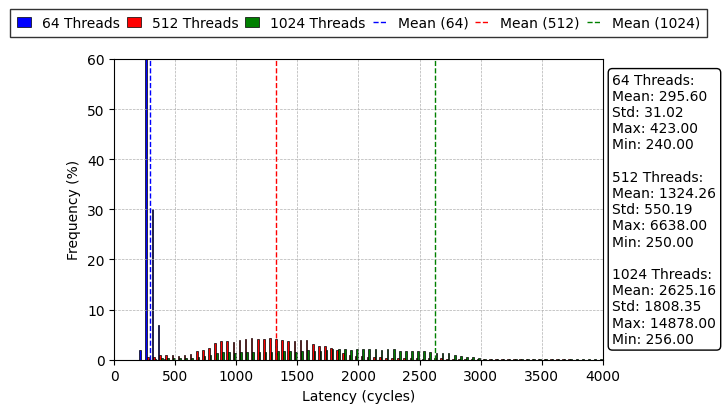 64 Threads 512 Threads 1024 Threads Mean (64) Mean (512) Mean (1024)
60
50
40
30
20
10
0
Frequency (%)
0 500 1000 1500 2000 2500 3000 3500 4000
Latency (cycles)
64 Threads:
Mean: 295.60
Std: 31.02
Max: 423.00
Min: 240.00
512 Threads:
Mean: 1324.26
Std: 550.19
Max: 6638.00
Min: 250.00
1024 Threads:
Mean: 2625.16
Std: 1808.35
Max: 14878.00
Min: 256.00